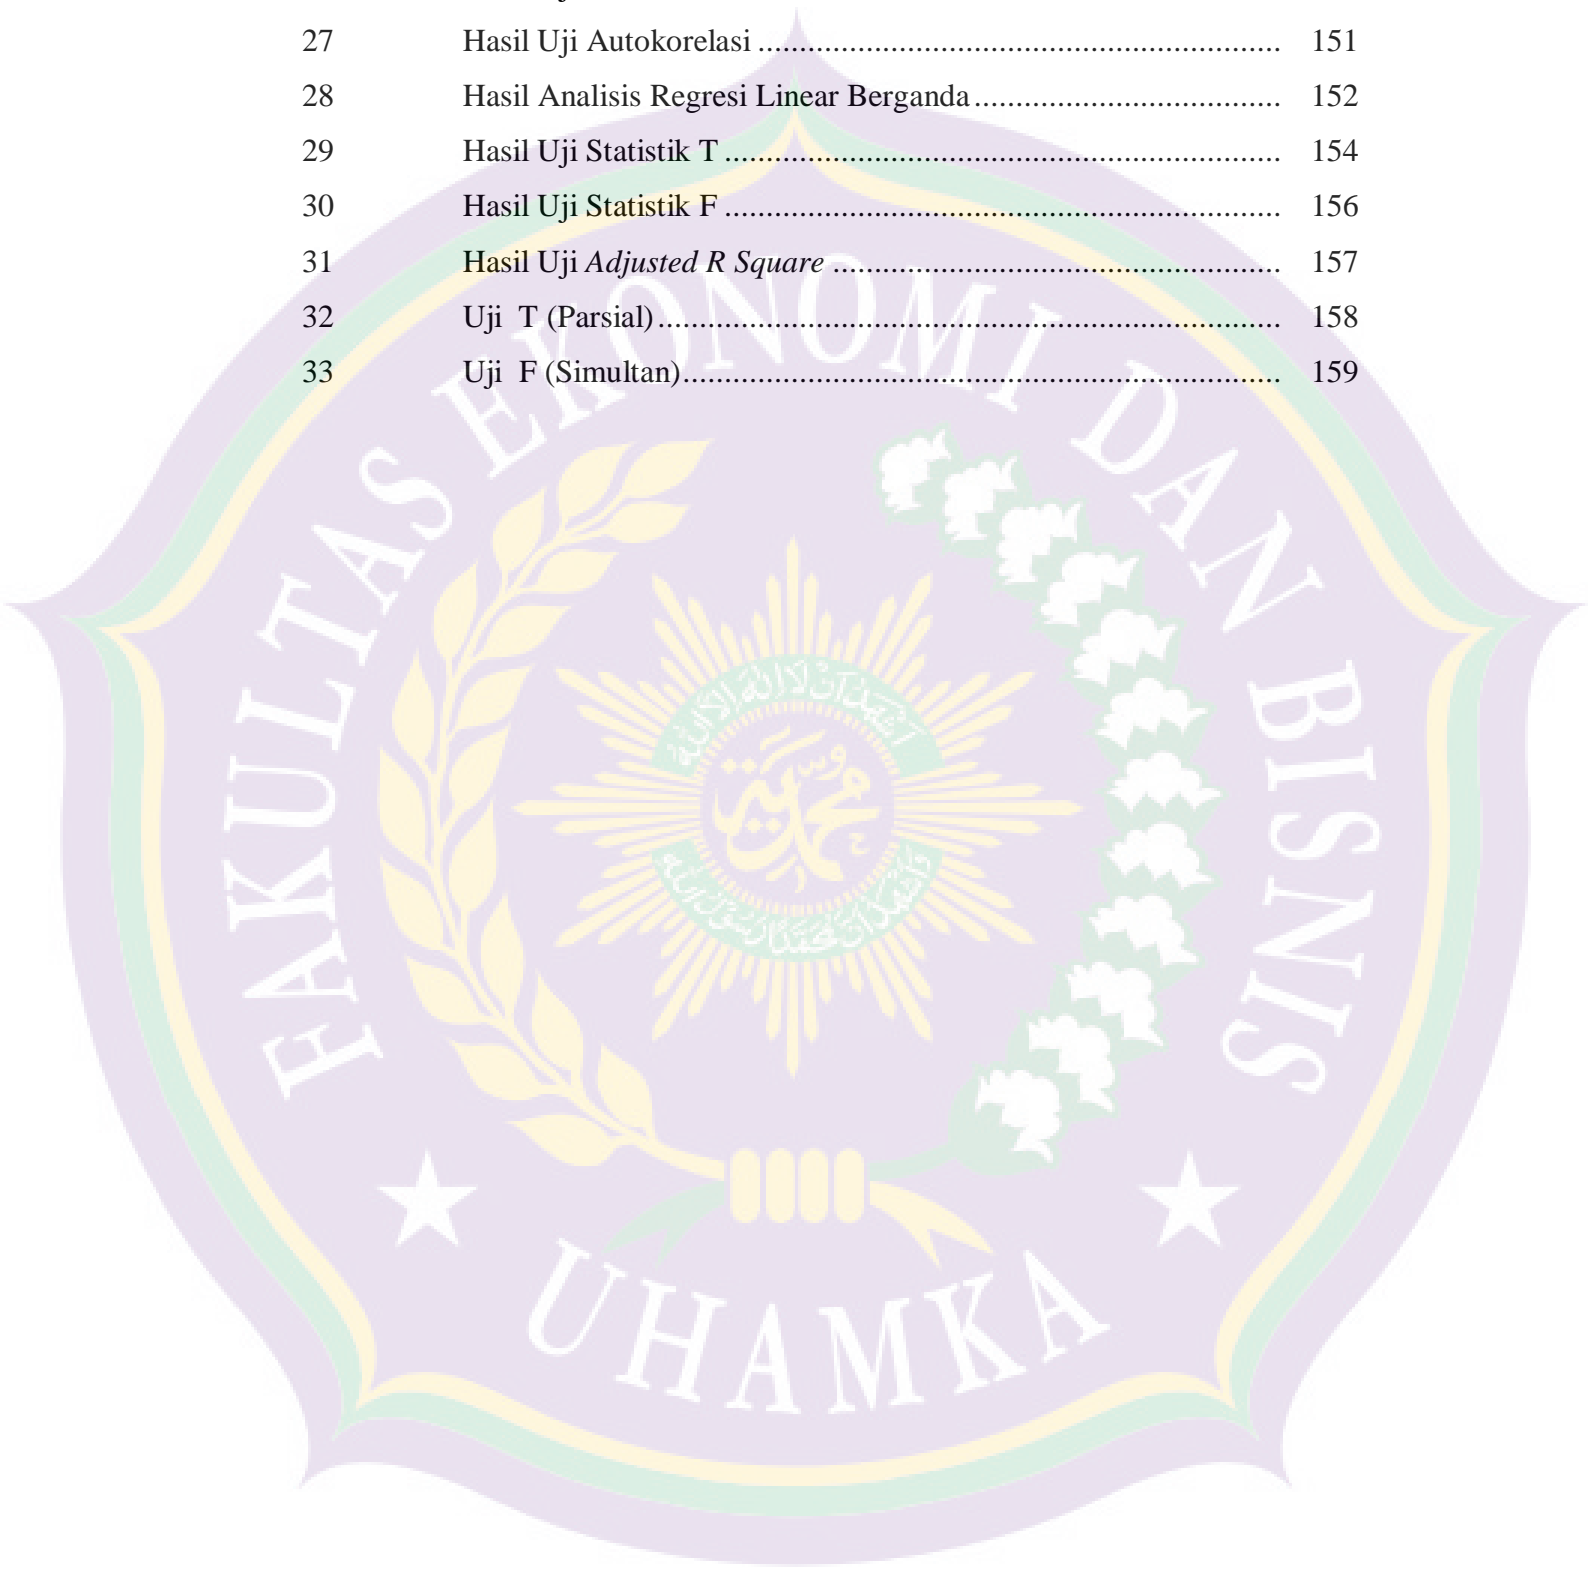 27 Hasil Uji Autokorelasi ................................................................. 151
28 Hasil Analisis Regresi Linear Berganda ...................................... 152
29 Hasil Uji Statistik T ..................................................................... 154
30 Hasil Uji Statistik F ..................................................................... 156
31 Hasil Uji Adjusted R Square ........................................................ 157
32 Uji T (Parsial) .............................................................................. 158
33 Uji F (Simultan) ........................................................................... 159
FAKULTAS EKONOMI DAN BISNIS
محمدية
UHAMKA